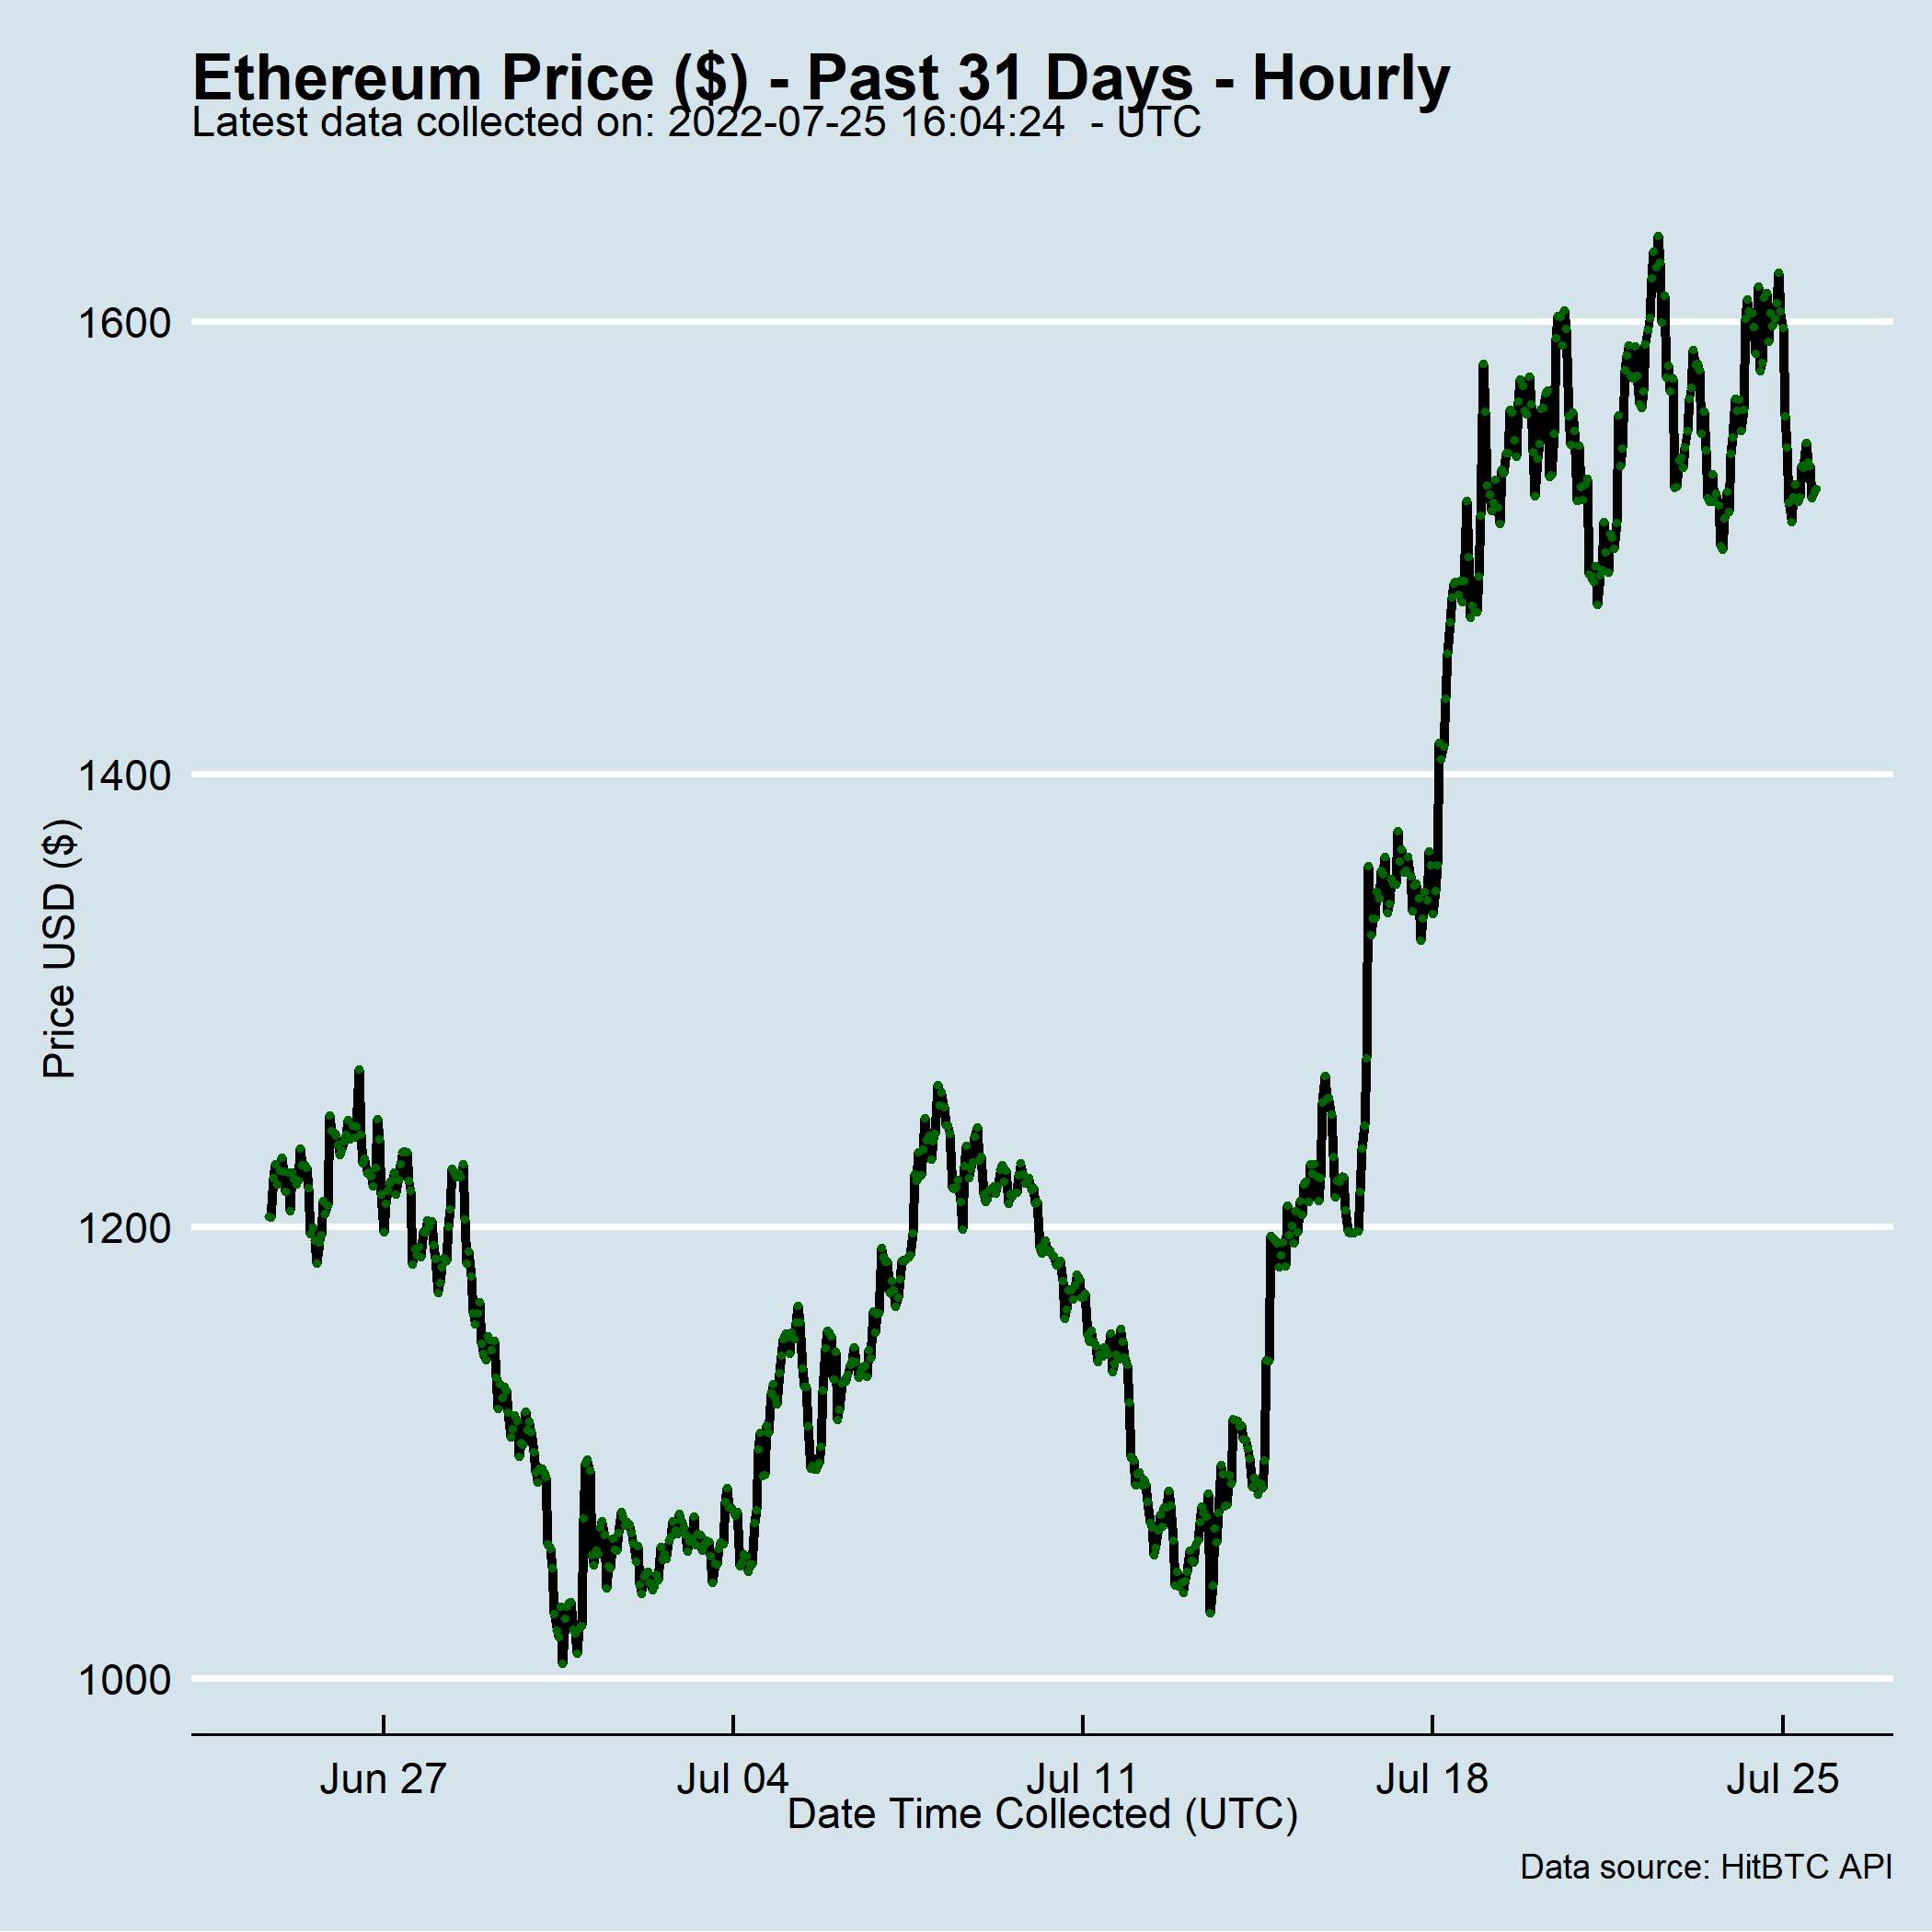 Ethereum Price ($) - Past 31 Days - Hourly
Latest data collected on: 2022-07-25 16:04:24  - UTC
1600
1400
1200
1000
Price USD ($)
Jun 27
Jul 04
Jul 11
Jul 18
Jul 25
Date Time Collected (UTC)
Data source: HitBTC API